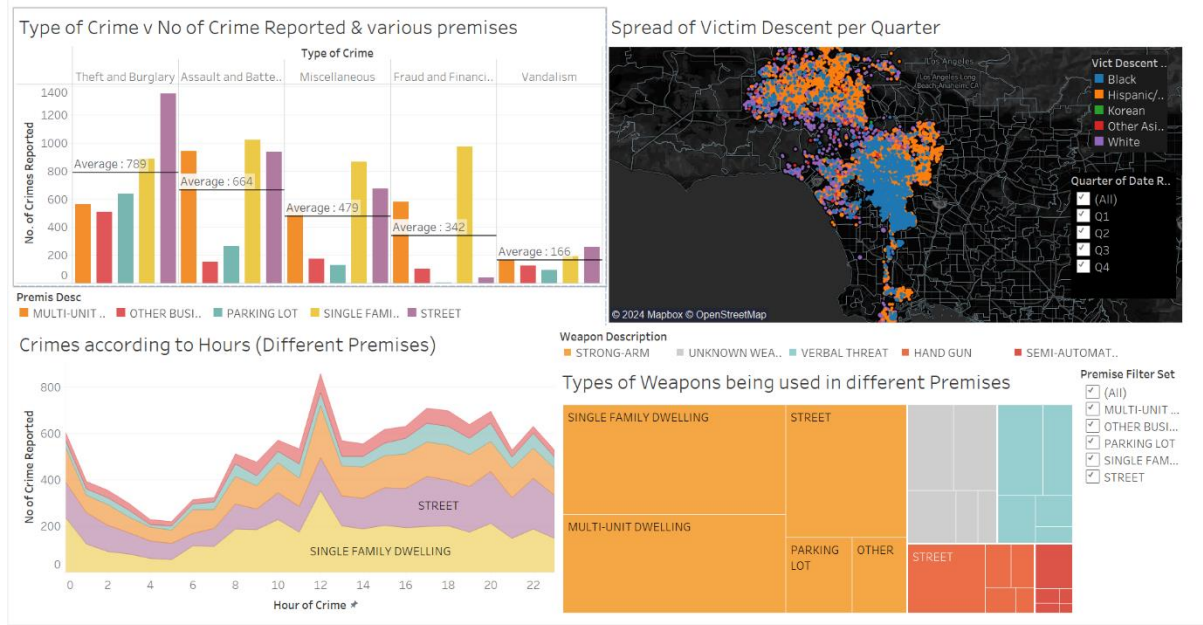 Type of Crime v No of Crime Reported & various premises
Type of Crime
Theft and Burglary Assault and Batte.. Miscellaneous Fraud and Financi.. Vandalism
No. of Crimes Reported
1400
1200
1000
800
600
400
200
0
Average : 789
Average : 664
Average : 479
Average : 342
Average : 166
Premis Desc
MULTI-UNIT .. OTHER BUSI.. PARKING LOT SINGLE FAMI.. STREET
Spread of Victim Descent per Quarter
Los Angeles
Los Angeles Long
Beach Anaheim, CA
Vict Descent ..
Black
Hispanic/..
Korean
Other Asi..
White
Quarter of Date R..
(All)
Q1
Q2
Q3
Q4
© 2024 Mapbox © OpenStreetMap
Crimes according to Hours (Different Premises)
No of Crime Reported
800
600
400
200
0
STREET
SINGLE FAMILY DWELLING
0 2 4 6 8 10 12 14 16 18 20 22
Hour of Crime
Weapon Description
STRONG-ARM UNKNOWN WEA.. VERBAL THREAT HAND GUN SEMI-AUTOMAT..
Types of Weapons being used in different Premises
SINGLE FAMILY DWELLING
STREET
MULTI-UNIT DWELLING
PARKING
LOT
OTHER
STREET
Premise Filter Set
(All)
MULTI-UNIT ...
OTHER BUSI...
PARKING LOT
SINGLE FAM...
STREET